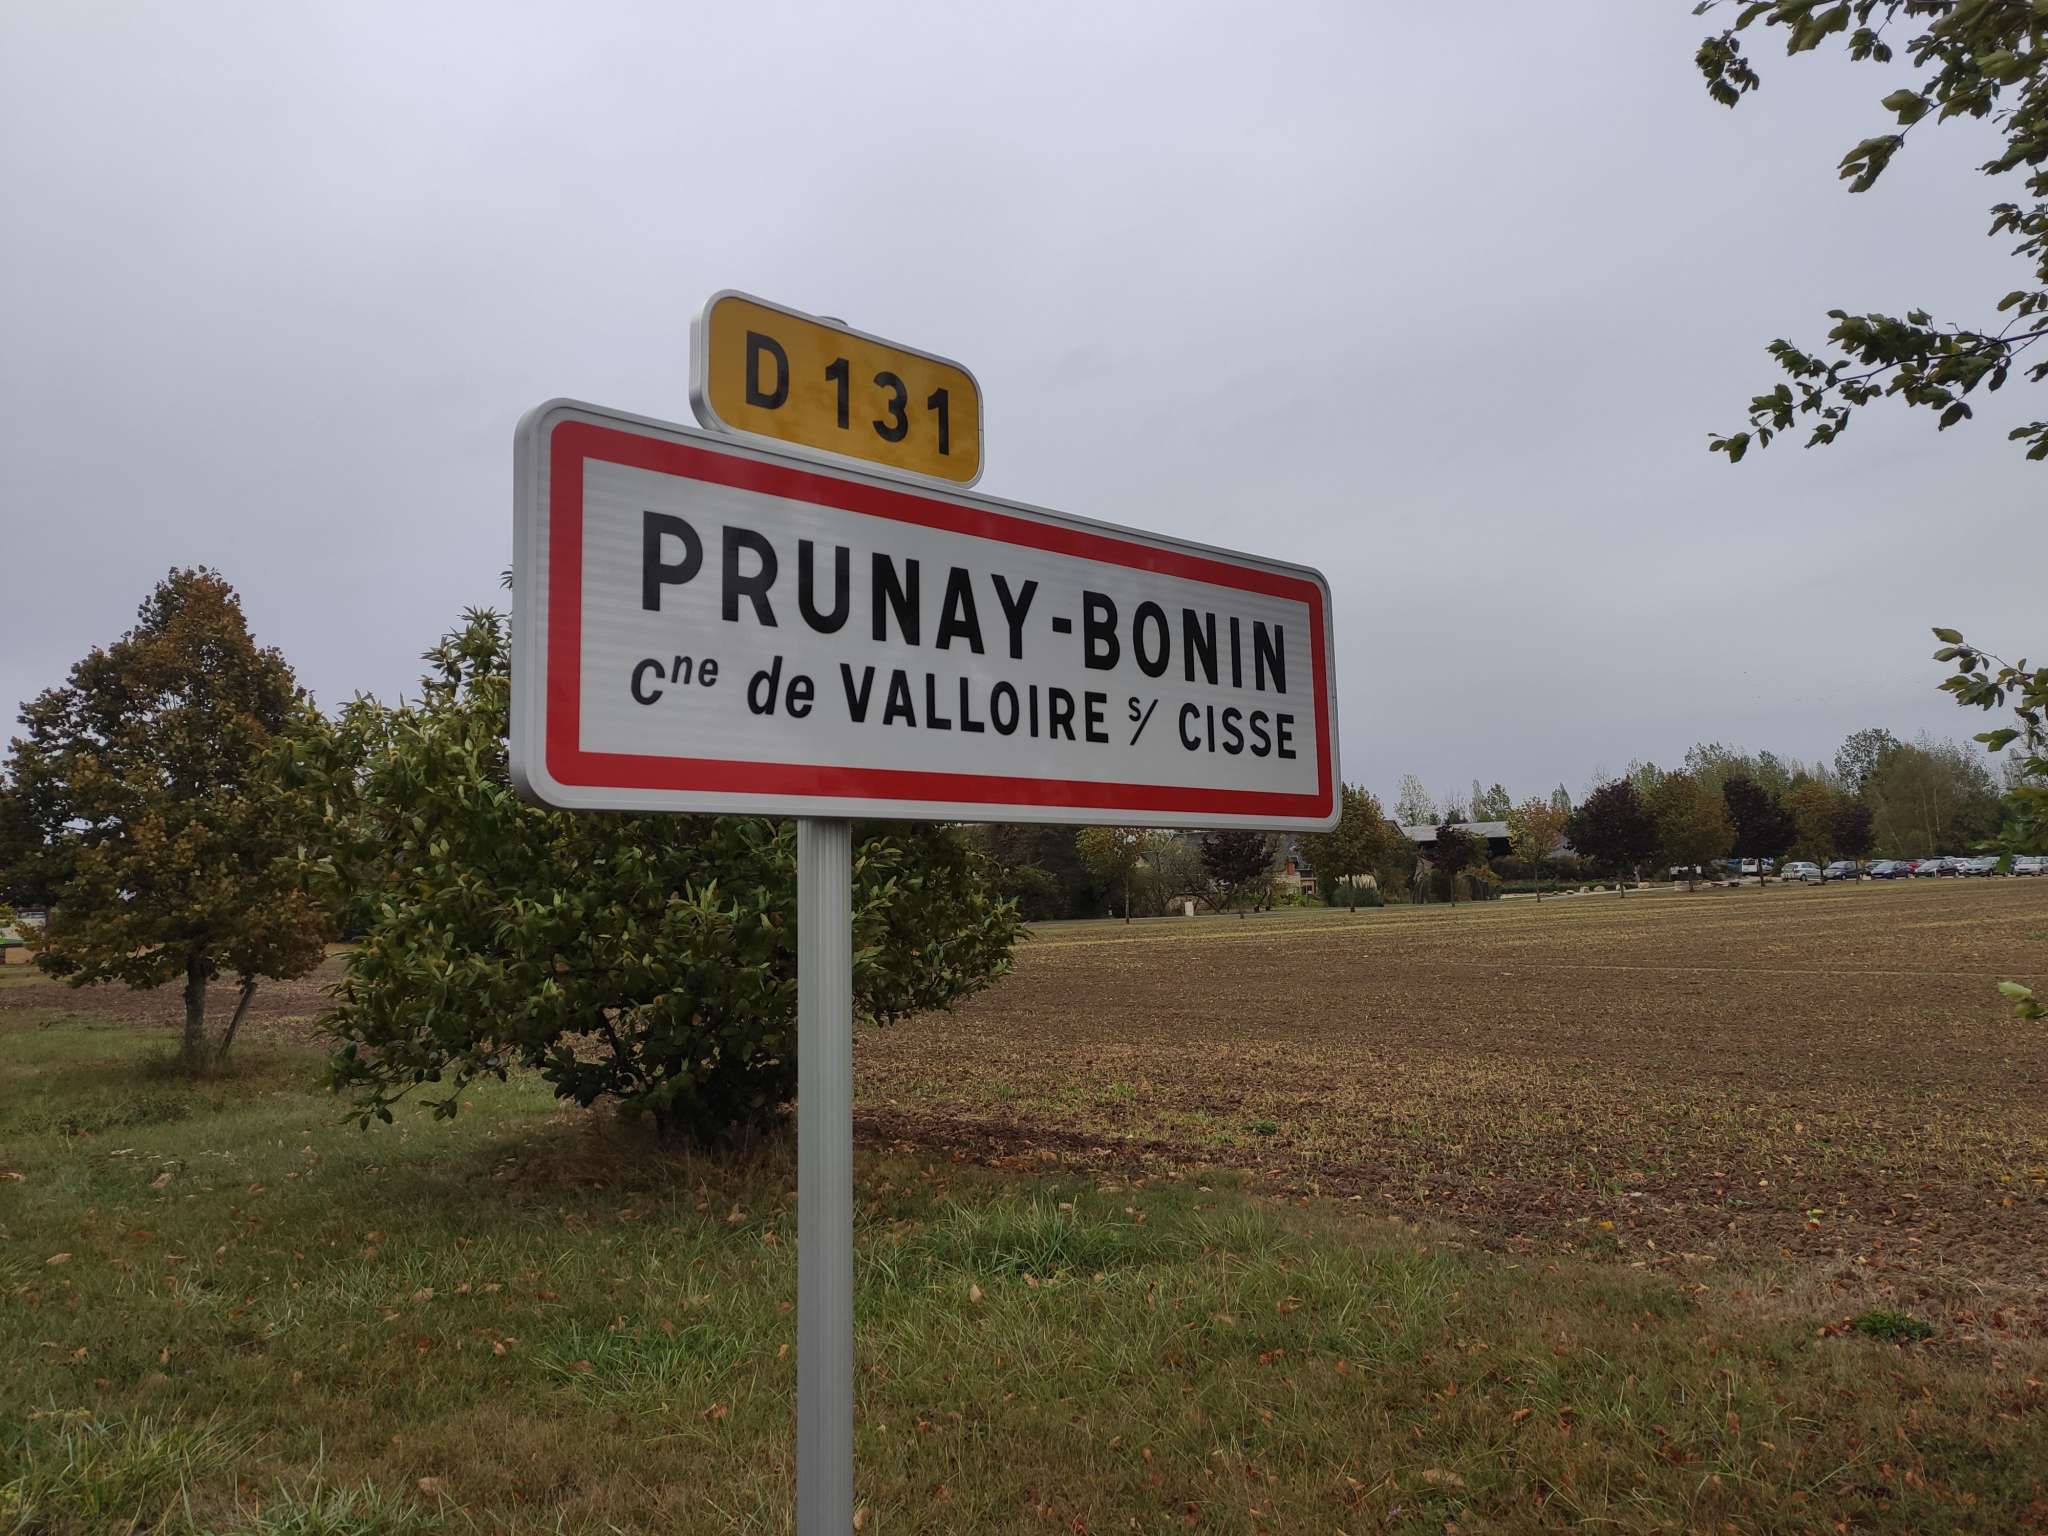 D 131
PRUNAY-BONIN
Cⁿᵉ de VALLOIRE ˢ/ CISSE